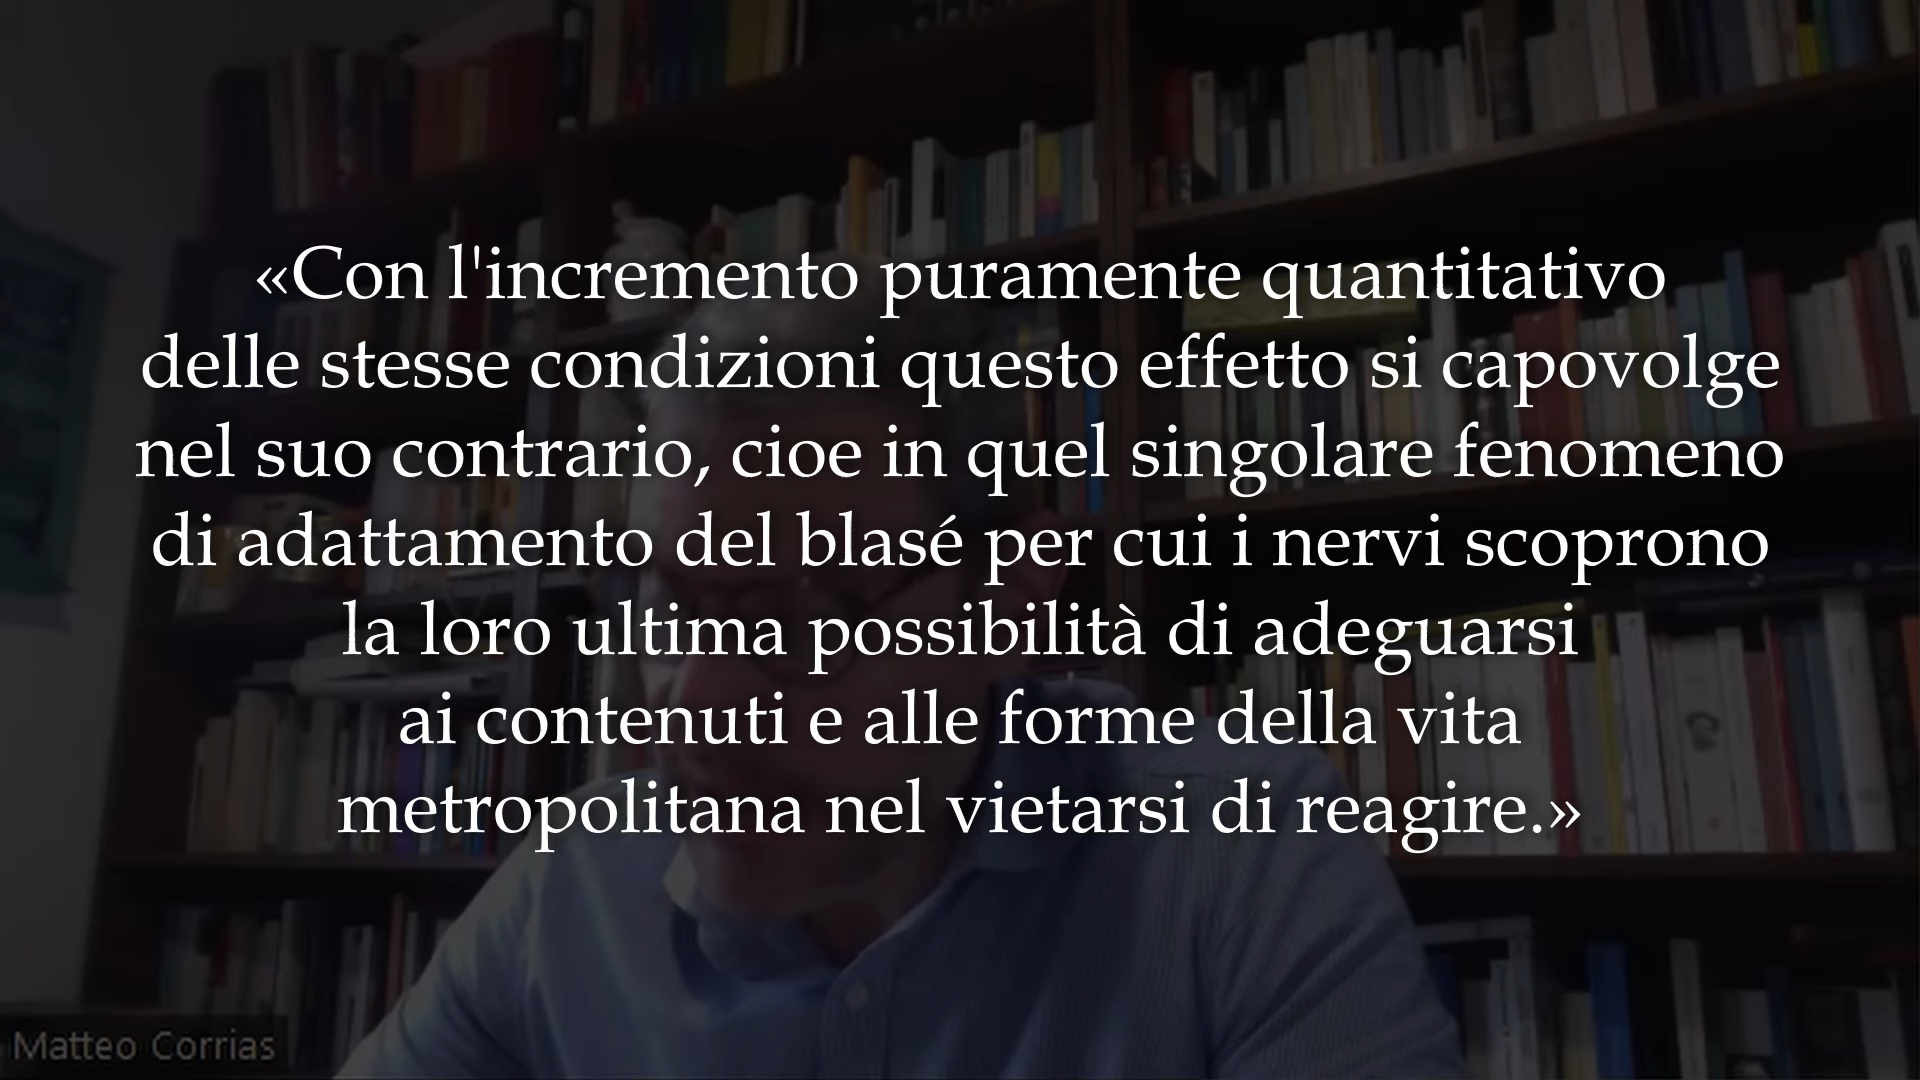 «Con l'incremento puramente quantitativo
delle stesse condizioni questo effetto si capovolge
nel suo contrario, cioe in quel singolare fenomeno
di adattamento del blasé per cui i nervi scoprono
la loro ultima possibilità di adeguarsi
ai contenuti e alle forme della vita
metropolitana nel vietarsi di reagire.»
Matteo Corrias